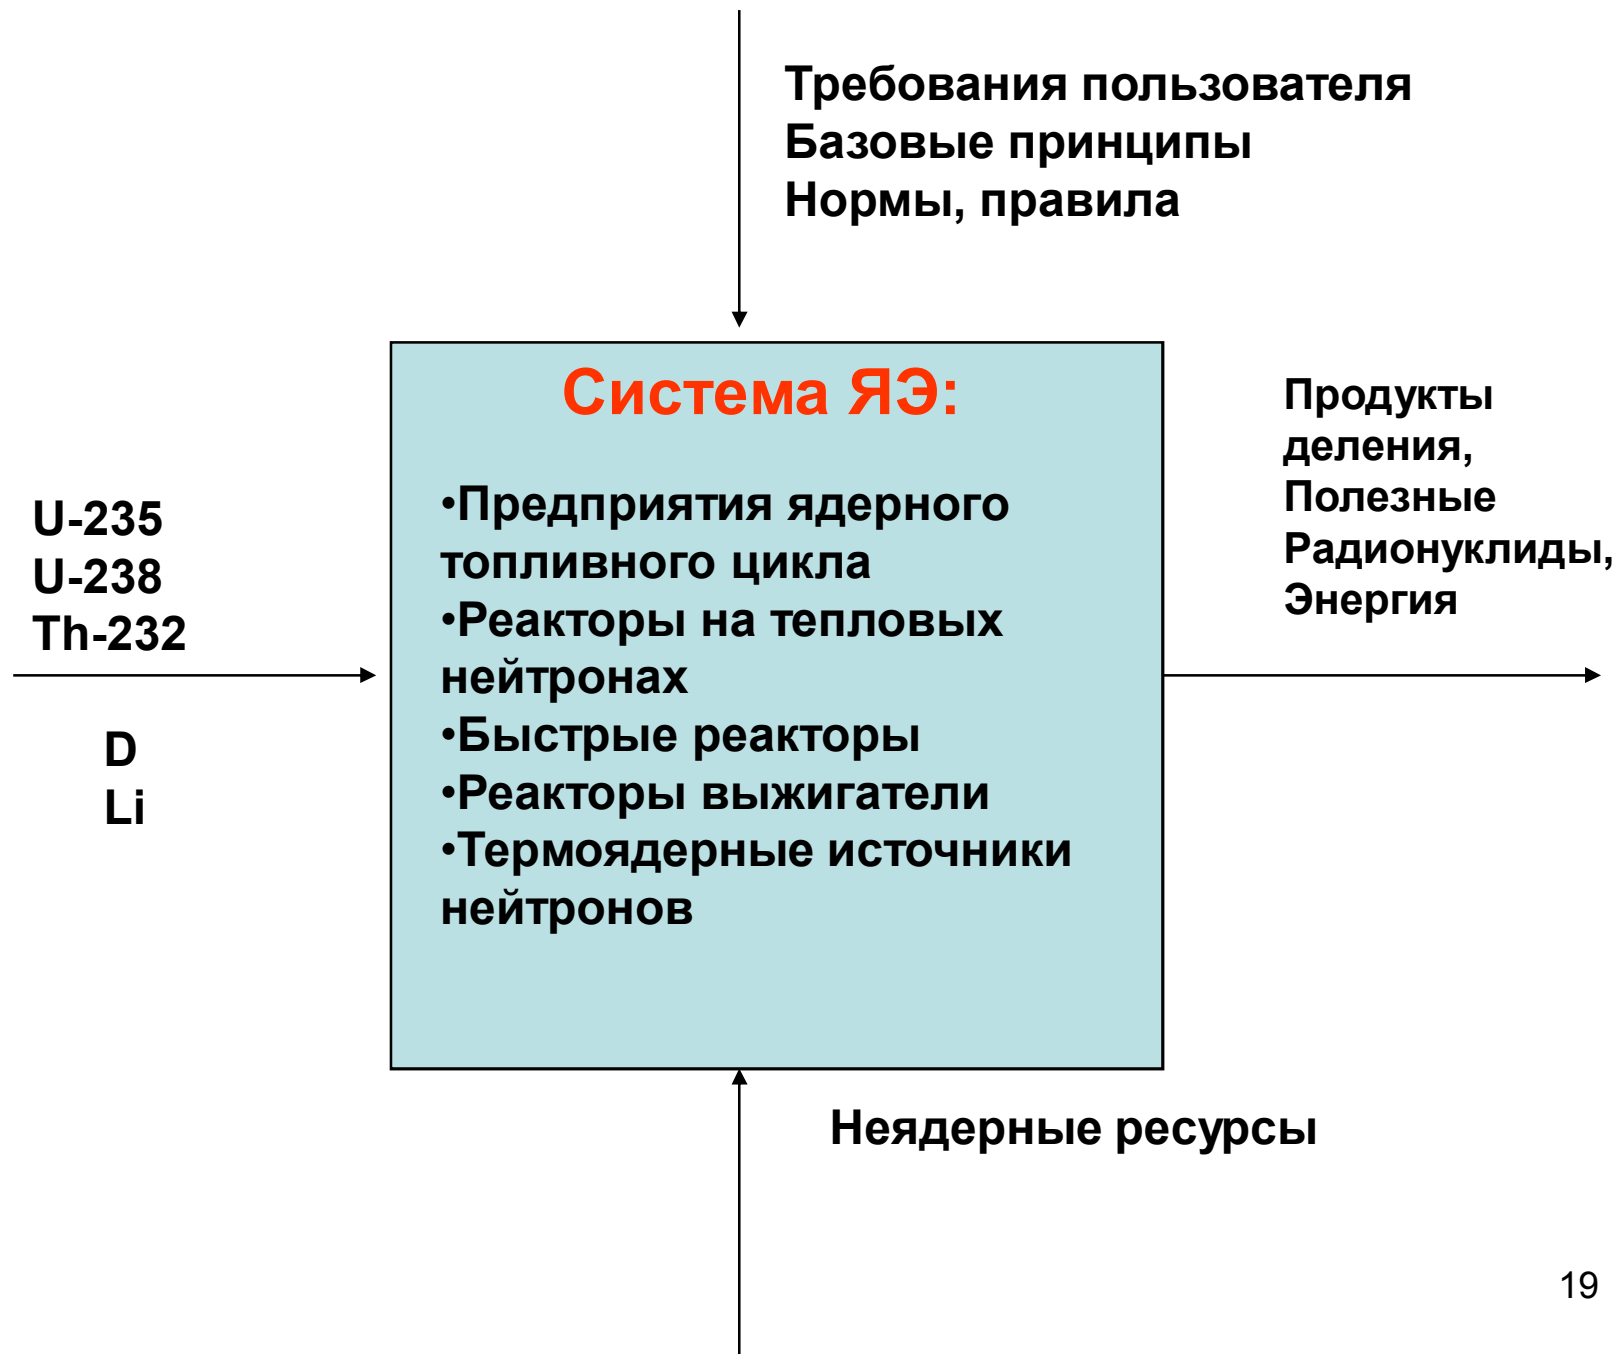 Требования пользователя
Базовые принципы
Нормы, правила
Система ЯЭ:
•Предприятия ядерного
топливного цикла
•Реакторы на тепловых
нейтронах
•Быстрые реакторы
•Реакторы выжигатели
•Термоядерные источники
нейтронов
U-235
U-238
Th-232
D
Li
Продукты
деления,
Полезные
Радионуклиды,
Энергия
Неядерные ресурсы
19